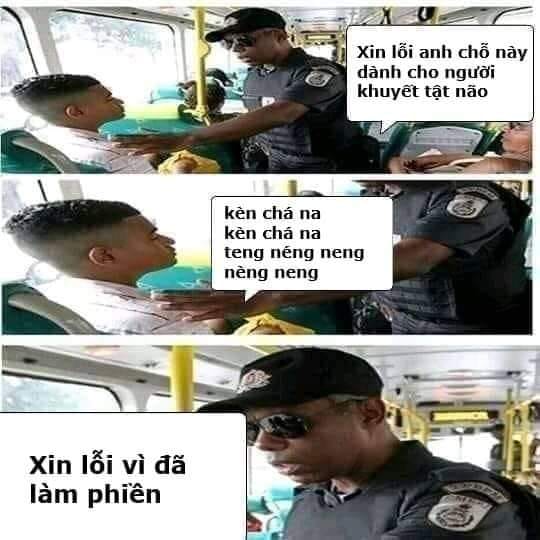 Xin lỗi anh chỗ này
dành cho người
khuyết tật não
kèn chá na
kèn chá na
teng néng neng
nèng neng
Xin lỗi vì đã
làm phiền